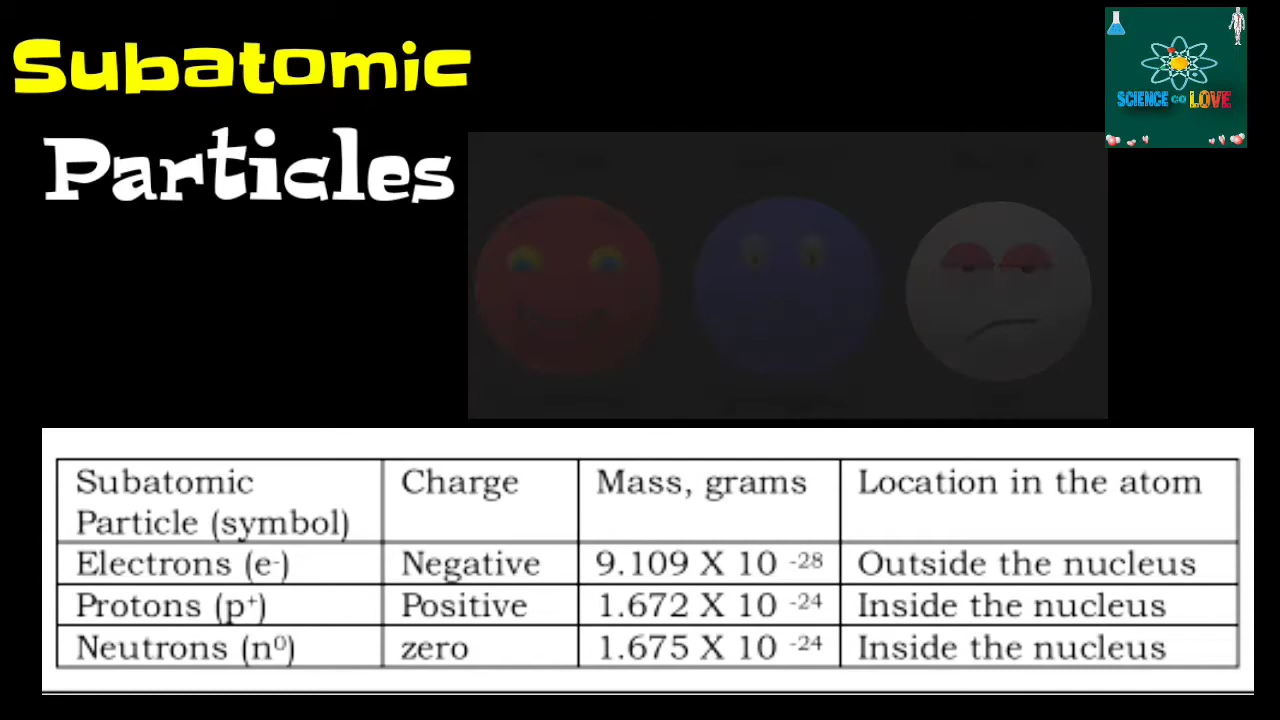 Subatomic
Particles
SCIENCE GO LOVE
Subatomic Particle (symbol) Charge Mass, grams Location in the atom
Electrons (e-) Negative 9.109 X 10 -28 Outside the nucleus
Protons (p+) Positive 1.672 X 10 -24 Inside the nucleus
Neutrons (n0) zero 1.675 X 10 -24 Inside the nucleus